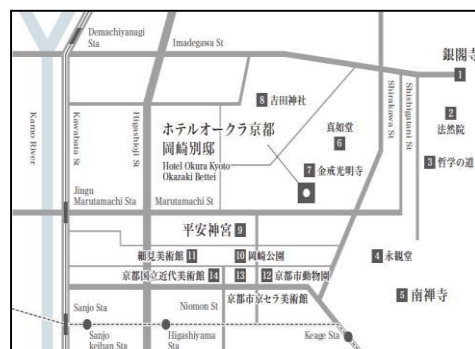 Demachiyanagi
Sta
Imadegawa St
銀閣寺
1
8 吉田神社
2
法然院
真如堂
6
ホテルオークラ京都
岡崎別邸
Hotel Okura Kyoto
Okazaki Bettei
7 金戒光明寺
3 哲学の道
Kamo River
Kawabata St
Higashioji St
Shirakawa St
Shishigatani St
Jingu
Marutamachi Sta
Marutamachi St
平安神宮 9
細見美術館 11
10 岡崎公園
4 永観堂
京都国立近代美術館 14
13
12 京都市動物園
京都市京セラ美術館
5 南禅寺
Sanjo Sta
Niomon St
Sanjo
keihan Sta
Higashiyama
Sta
Keage Sta